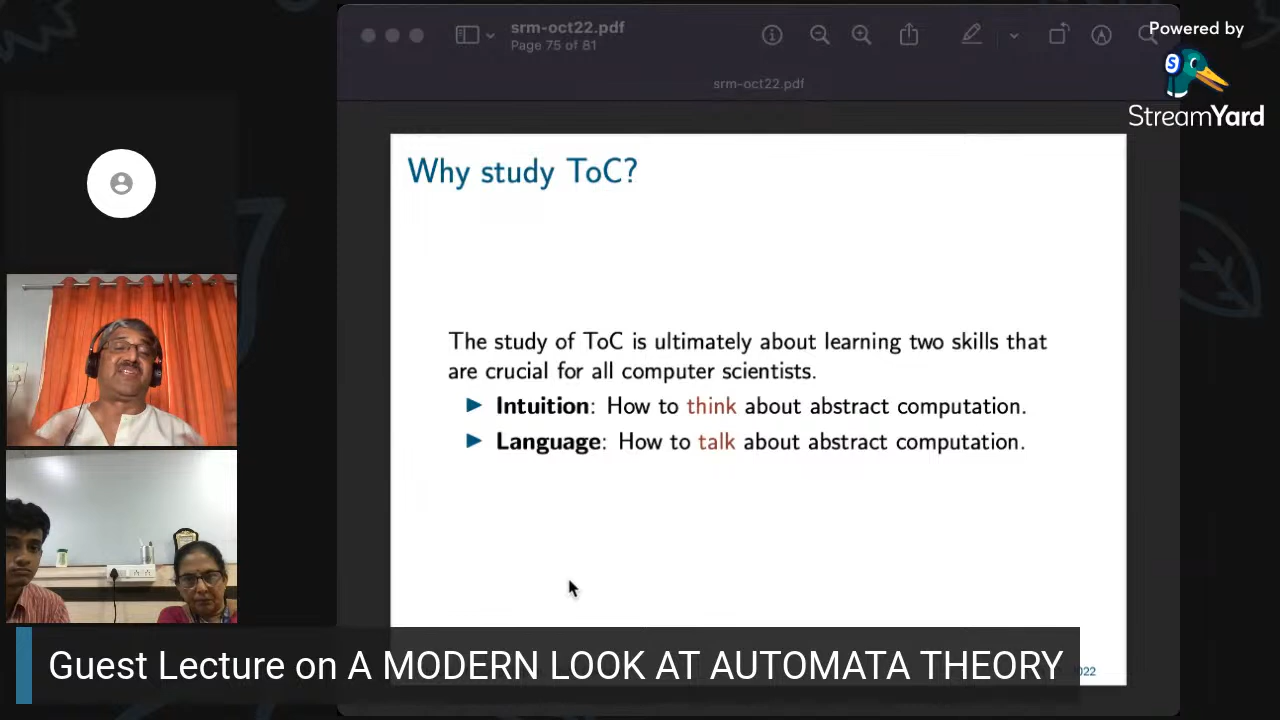 srm-oct22.pdf
Page 75 of 81
srm-oct22.pdf
Powered by
S
StreamYard
Why study ToC?
The study of ToC is ultimately about learning two skills that
are crucial for all computer scientists.
Intuition: How to think about abstract computation.
Language: How to talk about abstract computation.
Guest Lecture on A MODERN LOOK AT AUTOMATA THEORY